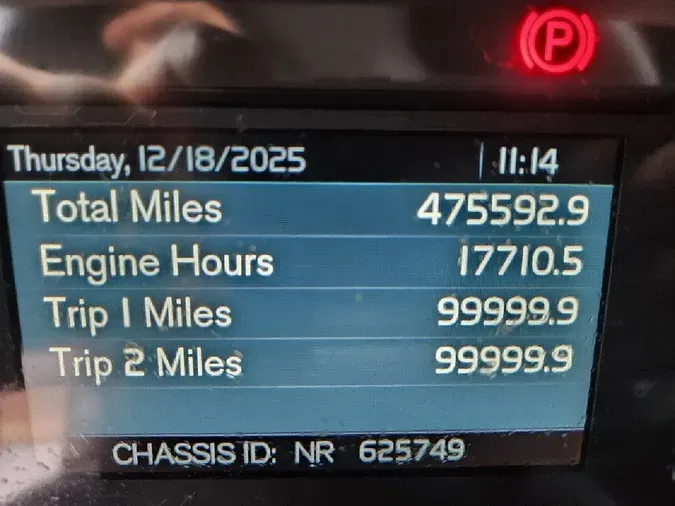 P
Thursday, 12/18/2025 | 11:14
Total Miles 475592.9
Engine Hours 17710.5
Trip 1 Miles 99999.9
Trip 2 Miles 99999.9
CHASSIS ID: NR 625749